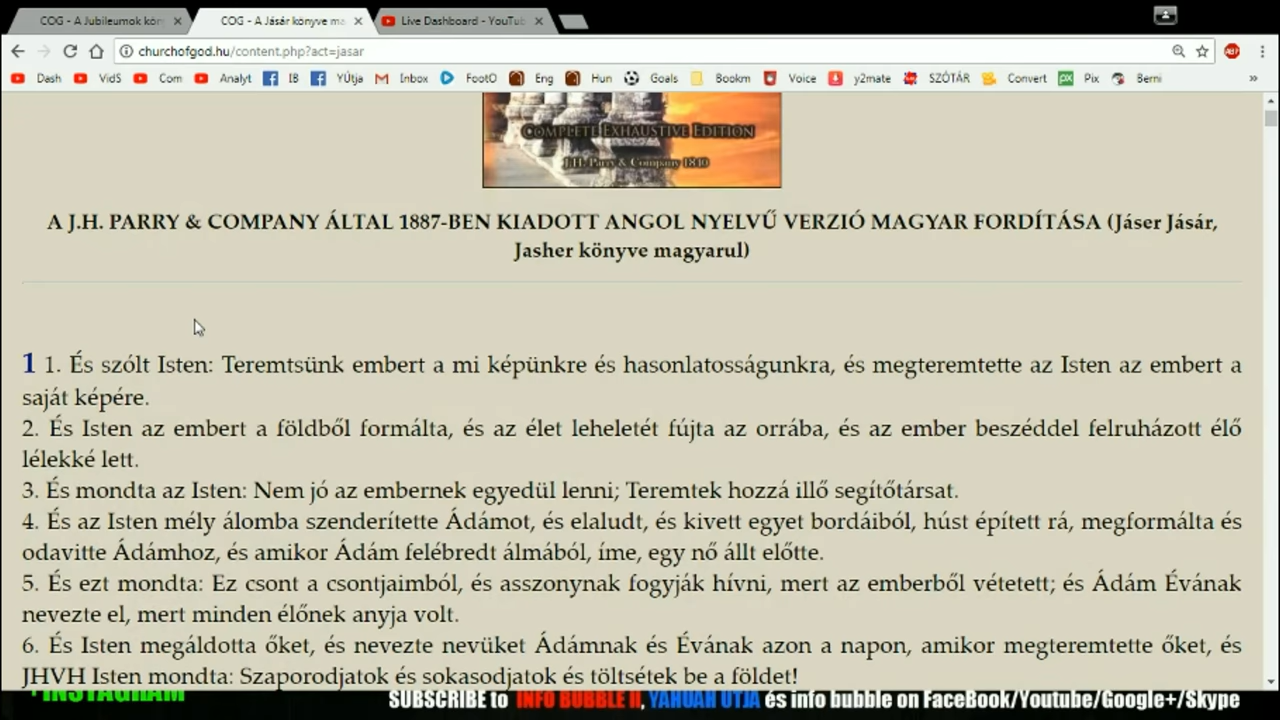 COG - A Jubileumok kön
COG - A Jásár könyve ma
Live Dashboard - YouTub
churchofgod.hu/content.php?act=jasar
Dash VidS Com Analyt IB YÚtja Inbox FootO Eng Hun Goals Bookm Voice y2mate SZÓTÁR Convert Pix Berni »
COMPLETE EXHAUSTIVE EDITION
J.H. Parry & Company 1840
A J.H. PARRY & COMPANY ÁLTAL 1887-BEN KIADOTT ANGOL NYELVŰ VERZIÓ MAGYAR FORDÍTÁSA (Jáser Jásár,
Jasher könyve magyarul)
1 1. És szólt Isten: Teremtsünk embert a mi képünkre és hasonlatosságunkra, és megteremtette az Isten az embert a
saját képére.
2. És Isten az embert a földből formálta, és az élet leheletét fújta az orrába, és az ember beszéddel felruházott élő
lélekké lett.
3. És mondta az Isten: Nem jó az embernek egyedül lenni; Teremtek hozzá illő segítőtársat.
4. És az Isten mély álomba szenderítette Ádámot, és elaludt, és kivett egyet bordáiból, húst épített rá, megformálta és
odavitte Ádámhoz, és amikor Ádám felébredt álmából, íme, egy nő állt előtte.
5. És ezt mondta: Ez csont a csontjaimból, és asszonynak fogyják hívni, mert az emberből vétetett; és Ádám Évának
nevezte el, mert minden élőnek anyja volt.
6. És Isten megáldotta őket, és nevezte nevüket Ádámnak és Évának azon a napon, amikor megteremtette őket, és
JHVH Isten mondta: Szaporodjatok és sokasodjatok és töltsétek be a földet!
INSTAGRAM
SUBSCRIBE to INFO BUBBLE II, YAHUAH UTJA és info bubble on FaceBook/Youtube/Google+/Skype